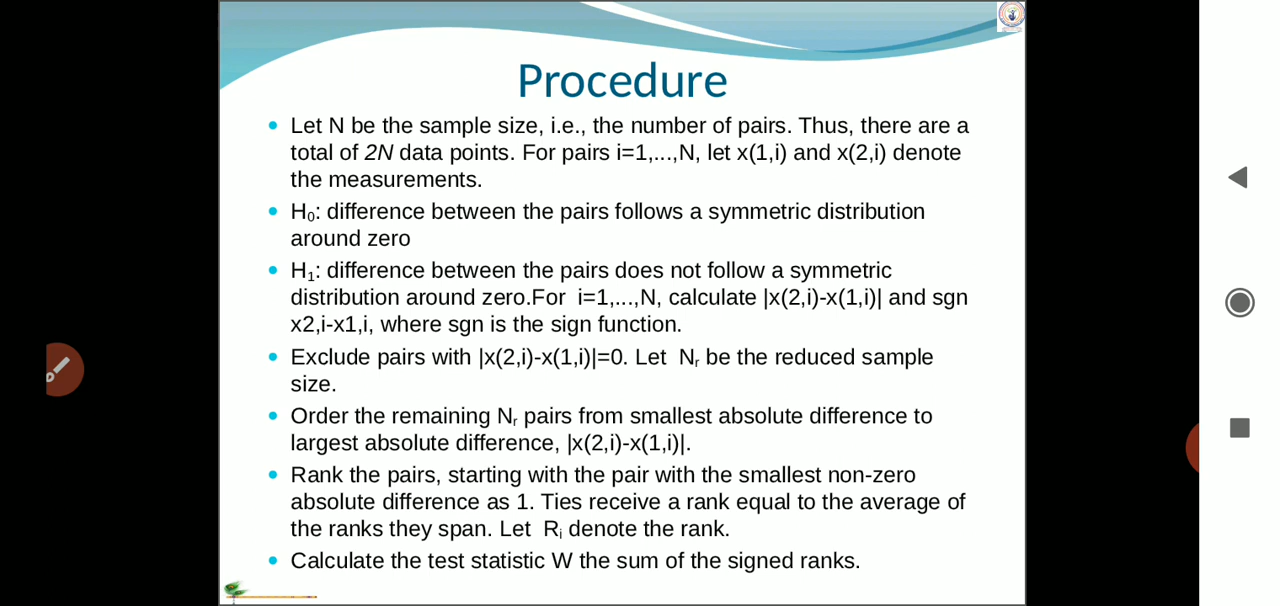 Procedure
Let N be the sample size, i.e., the number of pairs. Thus, there are a
total of 2N data points. For pairs i=1,...,N, let x(1,i) and x(2,i) denote
the measurements.
H₀: difference between the pairs follows a symmetric distribution
around zero
H₁: difference between the pairs does not follow a symmetric
distribution around zero.For i=1,...,N, calculate |x(2,i)-x(1,i)| and sgn
x2,i-x1,i, where sgn is the sign function.
Exclude pairs with |x(2,i)-x(1,i)|=0. Let Nᵣ be the reduced sample
size.
Order the remaining Nᵣ pairs from smallest absolute difference to
largest absolute difference, |x(2,i)-x(1,i)|.
Rank the pairs, starting with the pair with the smallest non-zero
absolute difference as 1. Ties receive a rank equal to the average of
the ranks they span. Let Rᵢ denote the rank.
Calculate the test statistic W the sum of the signed ranks.